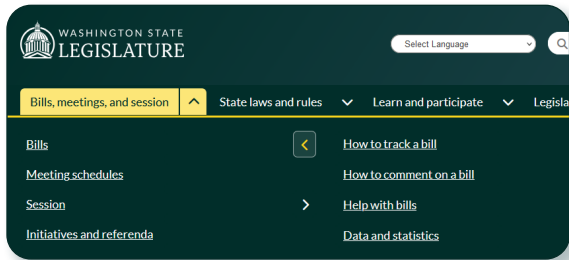 WASHINGTON STATE
LEGISLATURE
Select Language
Bills, meetings, and session
State laws and rules
Learn and participate
Legisla
Bills
Meeting schedules
Session
Initiatives and referenda
How to track a bill
How to comment on a bill
Help with bills
Data and statistics